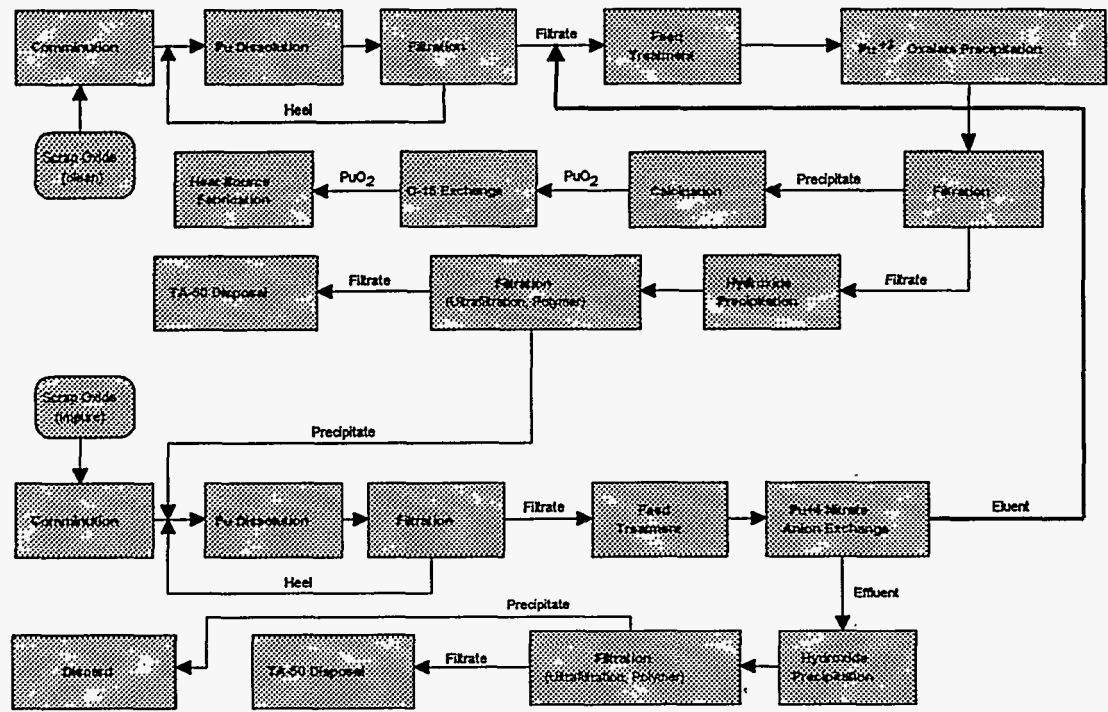 Comminution
Pu Dissolution
Filtration
Filtrate
Feed
Treatment
Pu+3 Oxalate Precipitation
Heel
Scrap Oxide
(clean)
Heat Source
Fabrication
PuO2
O-16 Exchange
PuO2
Calcination
Precipitate
Filtration
TA-50 Disposal
Filtrate
Filtration
(Ultrafiltration, Polymer)
Hydroxide
Precipitation
Filtrate
Scrap Oxide
(Impure)
Precipitate
Comminution
Pu Dissolution
Filtration
Filtrate
Feed
Treatment
Pu+4 Nitrate
Anion Exchange
Eluent
Heel
Effluent
Precipitate
Discard
TA-50 Disposal
Filtrate
Filtration
(Ultrafiltration, Polymer)
Hydroxide
Precipitation